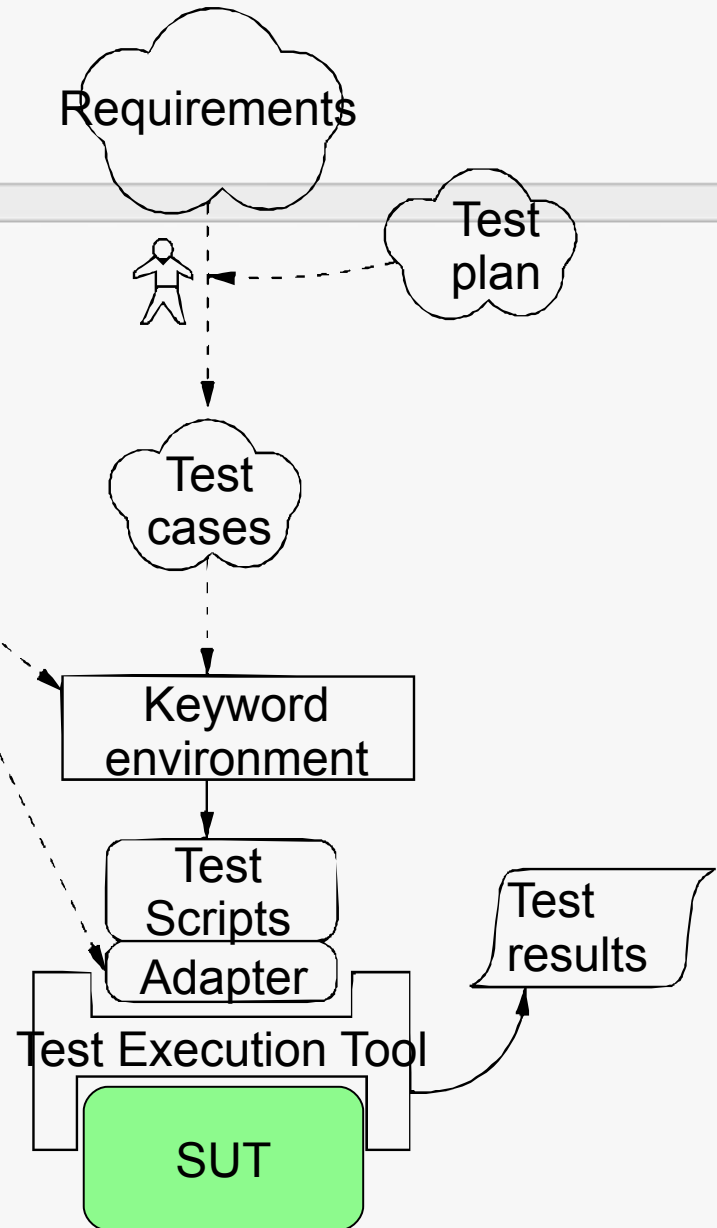 Requirements
Test
plan
Test
cases
Keyword
environment
Test
Scripts
Adapter
Test
results
Test Execution Tool
SUT